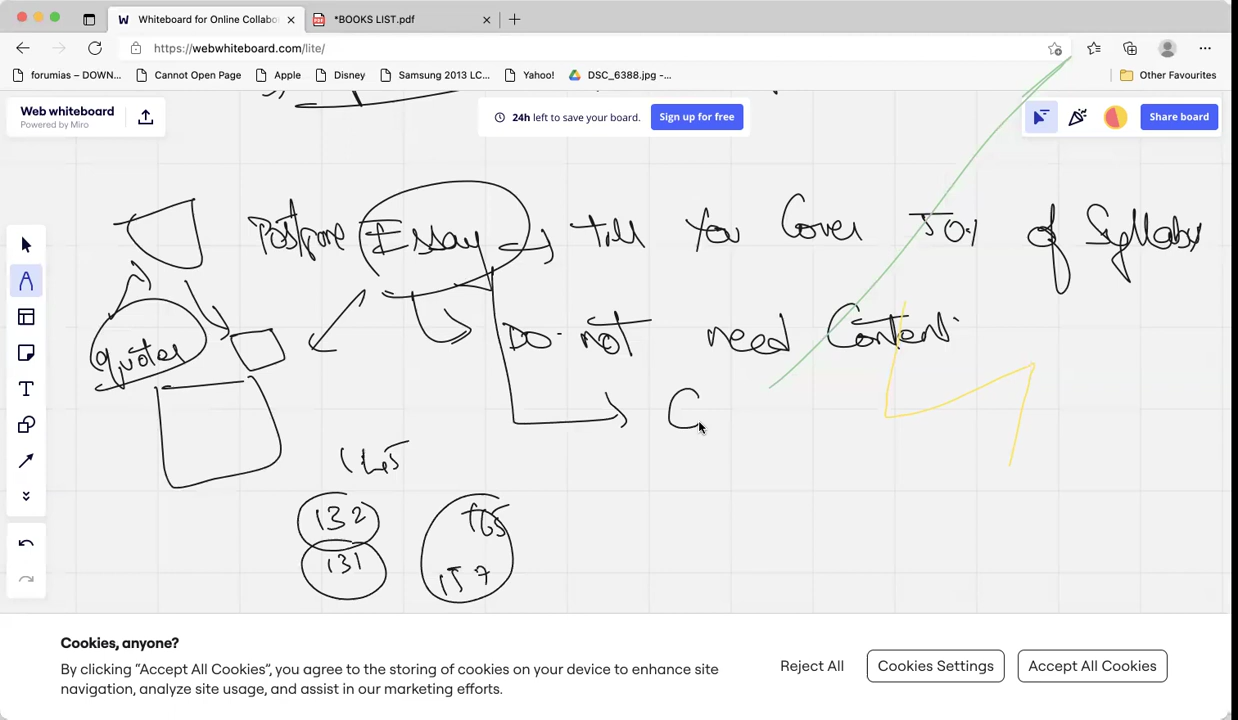 Whiteboard for Online Collabo
*BOOKS LIST.pdf
https://webwhiteboard.com/lite/
forumias – DOWN...
Cannot Open Page
Apple
Disney
Samsung 2013 LC...
Yahoo!
DSC_6388.jpg -...
Other Favourites
Web whiteboard
Powered by Miro
24h left to save your board.
Sign up for free
Share board
Postpone Essay → till You Cover 70% of Syllabus
quotes
Do not need Content
C
132
165
131
157
Cookies, anyone?
By clicking “Accept All Cookies”, you agree to the storing of cookies on your device to enhance site
navigation, analyze site usage, and assist in our marketing efforts.
Reject All
Cookies Settings
Accept All Cookies